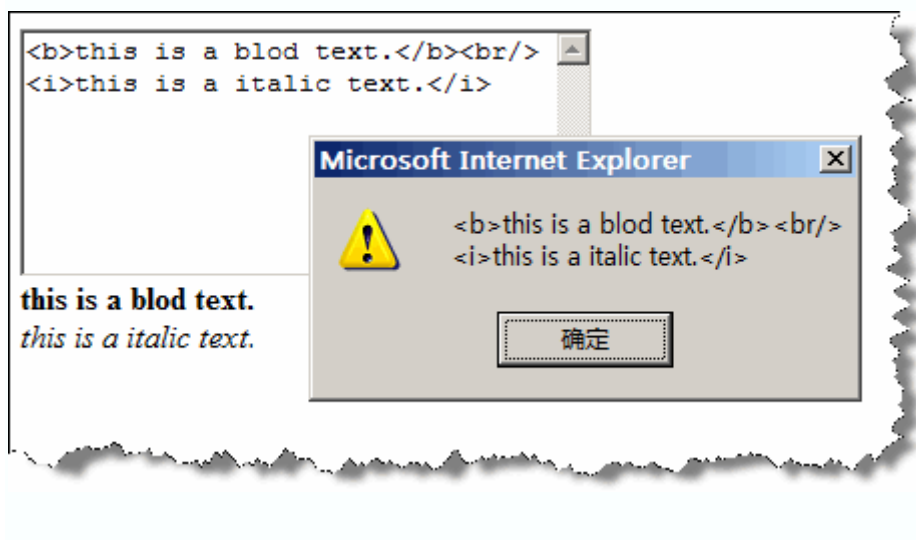 <b>this is a blod text.</b><br/>
<i>this is a italic text.</i>
Microsoft Internet Explorer
<b>this is a blod text.</b><br/>
<i>this is a italic text.</i>
确定
this is a blod text.
this is a italic text.